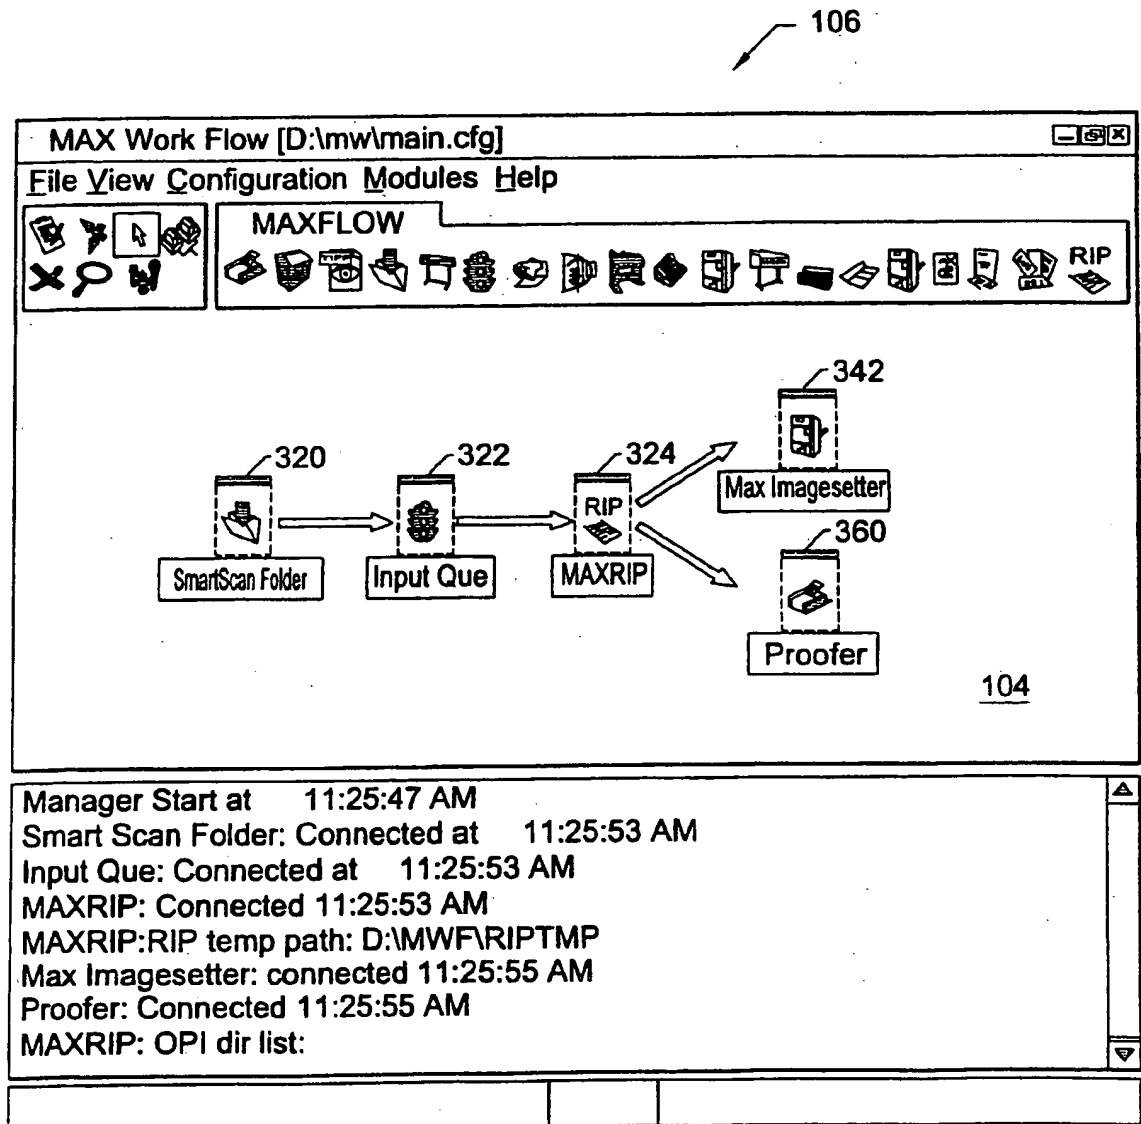 106
MAX Work Flow [D:\mw\main.cfg]
File View Configuration Modules Help
MAXFLOW
TIFF
RIP
342
320
322
324
RIP
Max Imagesetter
360
SmartScan Folder
Input Que
MAXRIP
Proofer
104
Manager Start at 11:25:47 AM
Smart Scan Folder: Connected at 11:25:53 AM
Input Que: Connected at 11:25:53 AM
MAXRIP: Connected 11:25:53 AM
MAXRIP:RIP temp path: D:\MWF\RIPTMP
Max Imagesetter: connected 11:25:55 AM
Proofer: Connected 11:25:55 AM
MAXRIP: OPI dir list: